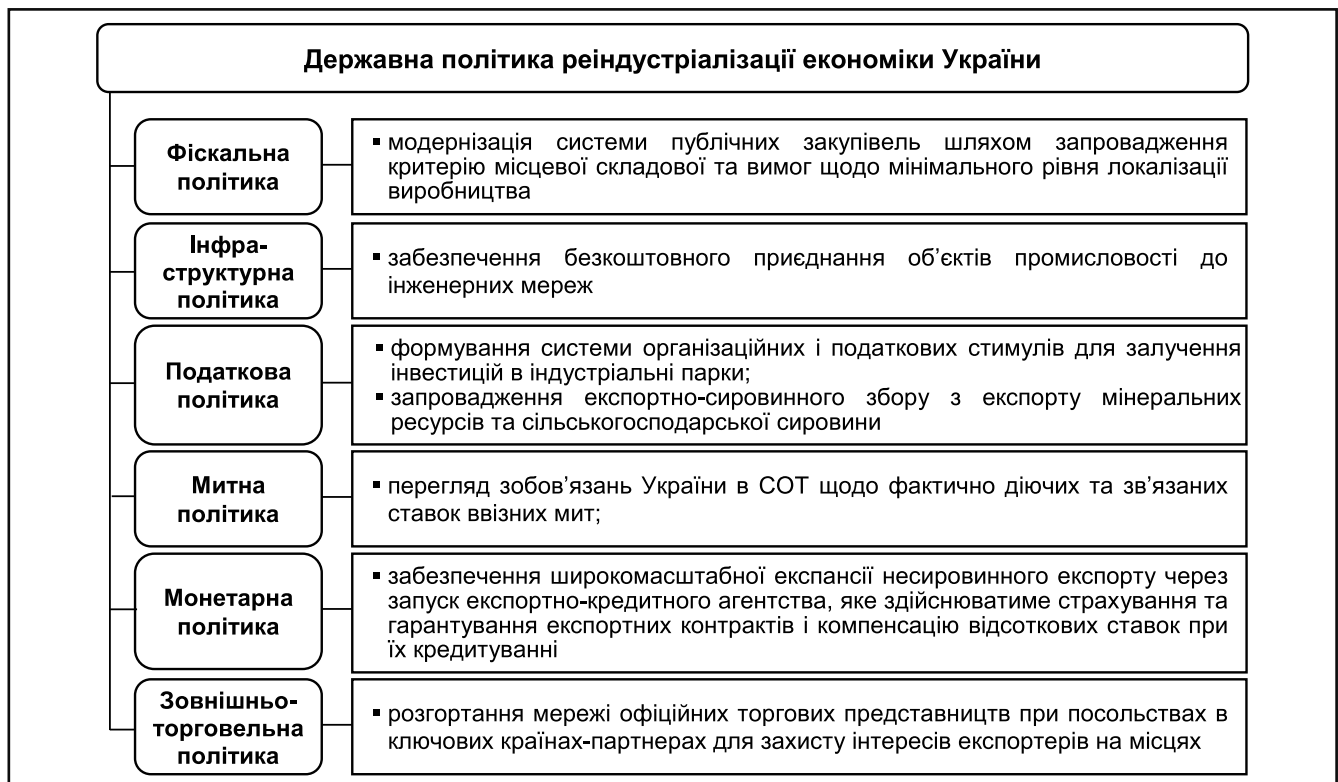 Державна політика реіндустріалізації економіки України
Фіскальна
політика
▪ модернізація системи публічних закупівель шляхом запровадження
критерію місцевої складової та вимог щодо мінімального рівня локалізації
виробництва
Інфра-
структурна
політика
▪ забезпечення безкоштовного приєднання об’єктів промисловості до
інженерних мереж
Податкова
політика
▪ формування системи організаційних і податкових стимулів для залучення
інвестицій в індустріальні парки;
▪ запровадження експортно-сировинного збору з експорту мінеральних
ресурсів та сільськогосподарської сировини
Митна
політика
▪ перегляд зобов’язань України в СОТ щодо фактично діючих та зв’язаних
ставок ввізних мит;
Монетарна
політика
▪ забезпечення широкомасштабної експансії несировинного експорту через
запуск експортно-кредитного агентства, яке здійснюватиме страхування та
гарантування експортних контрактів і компенсацію відсоткових ставок при
їх кредитуванні
Зовнішньо-
торговельна
політика
▪ розгортання мережі офіційних торгових представництв при посольствах в
ключових країнах-партнерах для захисту інтересів експортерів на місцях